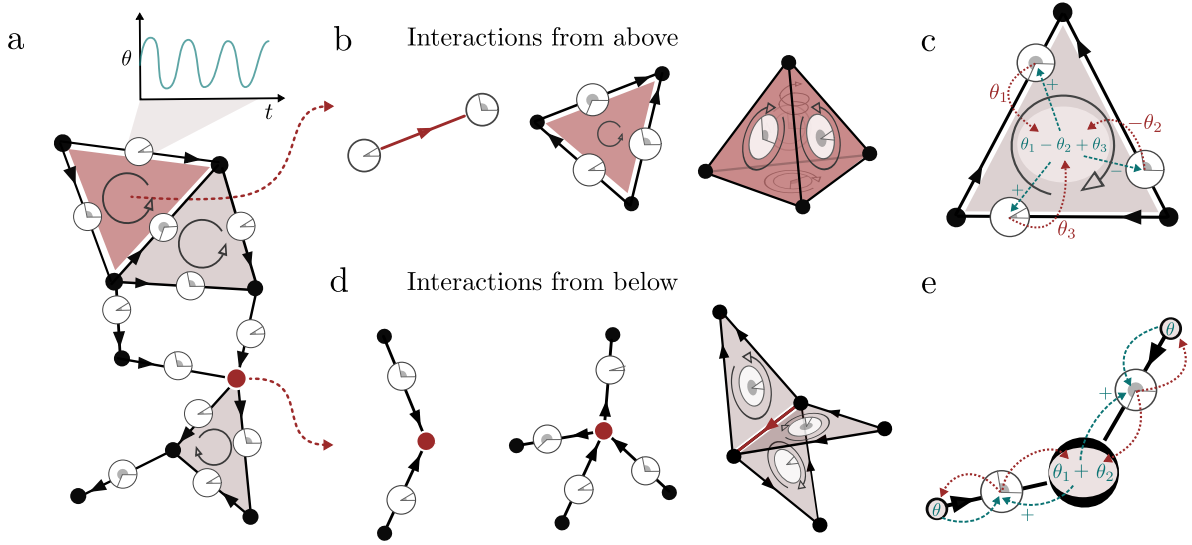 a
θ
t
b Interactions from above
c
θ₁
+
−θ₂
θ₁ − θ₂ + θ₃
+
−
θ₃
d Interactions from below
e
θ
+
θ₁ + θ₂
θ
+